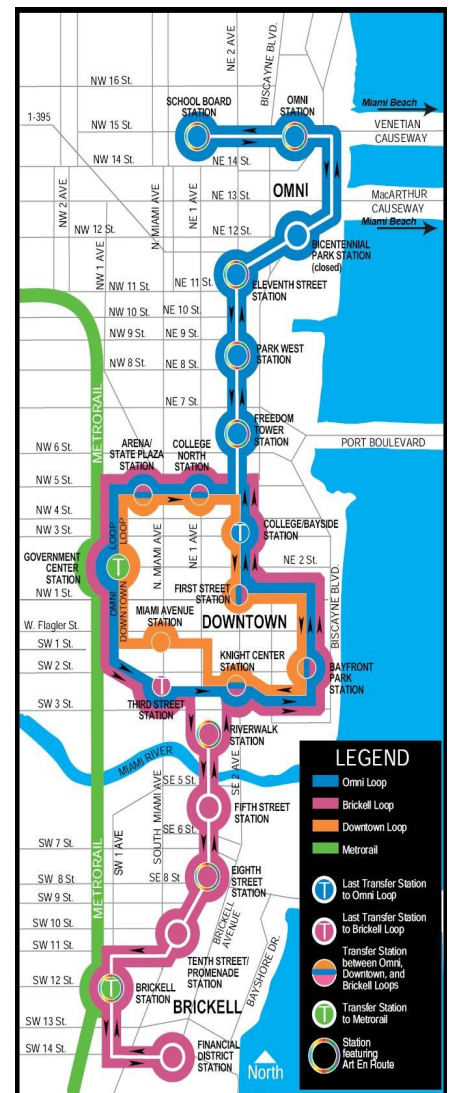 NE 2 AVE
BISCAYNE BLVD.
NW 16 St.
SCHOOL BOARD
STATION
OMNI
STATION
Miami Beach
1-395
NW 15 St.
VENETIAN
CAUSEWAY
NW 14 St.
NE 14 St.
NW 2 AVE
N. MIAMI AVE
NE 1 AVE
NE 13 St.
OMNI
MacARTHUR
CAUSEWAY
Miami Beach
NW 12 St.
NE 12 St.
BICENTENNIAL
PARK STATION
(closed)
NW 1 AVE
NW 11 St.
NE 11 St.
ELEVENTH STREET
STATION
NW 10 St.
NE 10 St.
NW 9 St.
NE 9 St.
PARK WEST
STATION
NW 8 St.
NE 8 St.
METRORAIL
NE 7 St.
FREEDOM
TOWER
STATION
ARENA/
STATE PLAZA
STATION
COLLEGE
NORTH
STATION
NW 6 St.
PORT BOULEVARD
NW 5 St.
NW 4 St.
NW 3 St.
COLLEGE/BAYSIDE
STATION
GOVERNMENT
CENTER
STATION
OMNI LOOP
DOWNTOWN LOOP
N. MIAMI AVE
NE 1 AVE
NE 2 St.
NW 1 St.
FIRST STREET
STATION
BISCAYNE BLVD.
MIAMI AVENUE
STATION
DOWNTOWN
W. Flagler St.
SW 1 St.
SW 2 St.
KNIGHT CENTER
STATION
BAYFRONT
PARK
STATION
SW 3 St.
THIRD STREET
STATION
RIVERWALK
STATION
MIAMI RIVER
SE 2 AVE
SE 5 St.
FIFTH STREET
STATION
SOUTH MIAMI AVE
SE 6 St.
SW 7 St.
SW 1 AVE
SW 8 St
SE 8 St
EIGHTH
STREET
STATION
SW 9 St.
METRORAIL
BRICKELL
AVENUE
SW 10 St.
SW 11 St.
TENTH STREET/
PROMENADE
STATION
BAYSHORE DR.
SW 12 St.
BRICKELL
STATION
BRICKELL
SW 13 St.
SW 14 St.
FINANCIAL
DISTRICT
STATION
North
LEGEND
Omni Loop
Brickell Loop
Downtown Loop
Metrorail
T
Last Transfer Station
to Omni Loop
T
Last Transfer Station
to Brickell Loop
Transfer Station
between Omni,
Downtown, and
Brickell Loops
T
Transfer Station
to Metrorail
Station
featuring
Art En Route
T
T
T
T